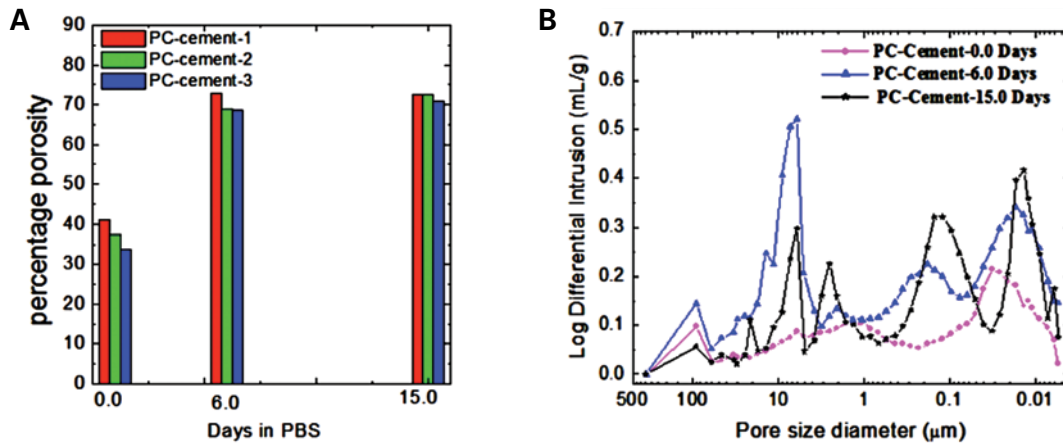 A
90
80
70
60
50
40
30
20
10
0
percentage porosity
PC-cement-1
PC-cement-2
PC-cement-3
0.0 6.0 15.0
Days in PBS
B
0.7
0.6
0.5
0.4
0.3
0.2
0.1
0.0
Log Differential Intrusion (mL/g)
PC-Cement-0.0 Days
PC-Cement-6.0 Days
PC-Cement-15.0 Days
500 100 10 1 0.1 0.01
Pore size diameter (μm)